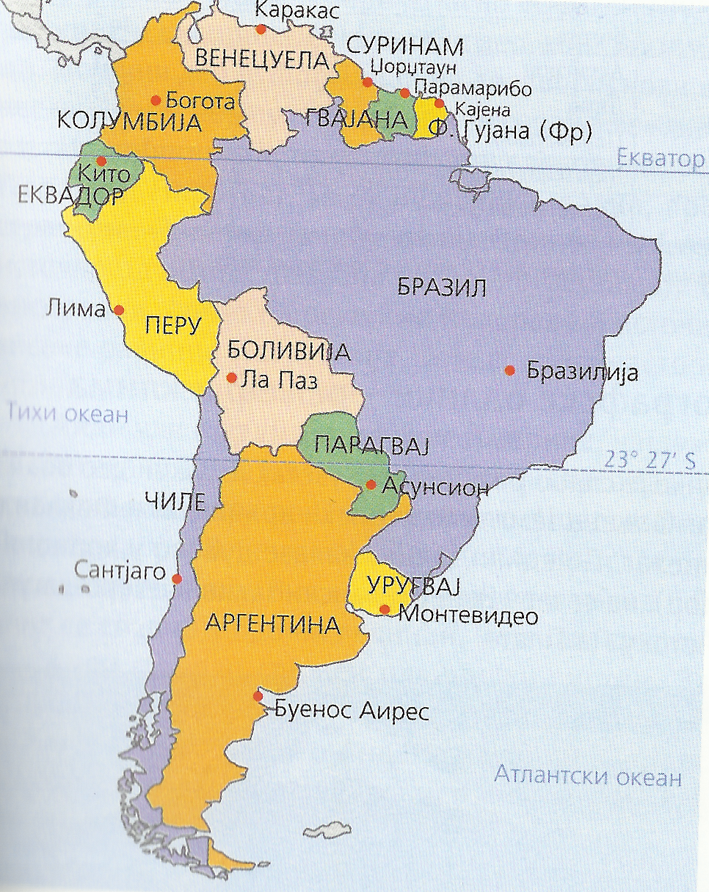 Каракас
ВЕНЕЦУЕЛА
СУРИНАМ
Џорџтаун
Парамарибо
Кајена
Богота
КОЛУМБИЈА
ГВАЈАНА
Ф. Гујана (Фр)
Екватор
Кито
ЕКВАДОР
БРАЗИЛ
Лима
ПЕРУ
БОЛИВИЈА
Ла Паз
Бразилија
Тихи океан
ПАРАГВАЈ
23° 27' S
Асунсион
ЧИЛЕ
Сантјаго
УРУГВАЈ
Монтевидео
АРГЕНТИНА
Буенос Аирес
Атлантски океан